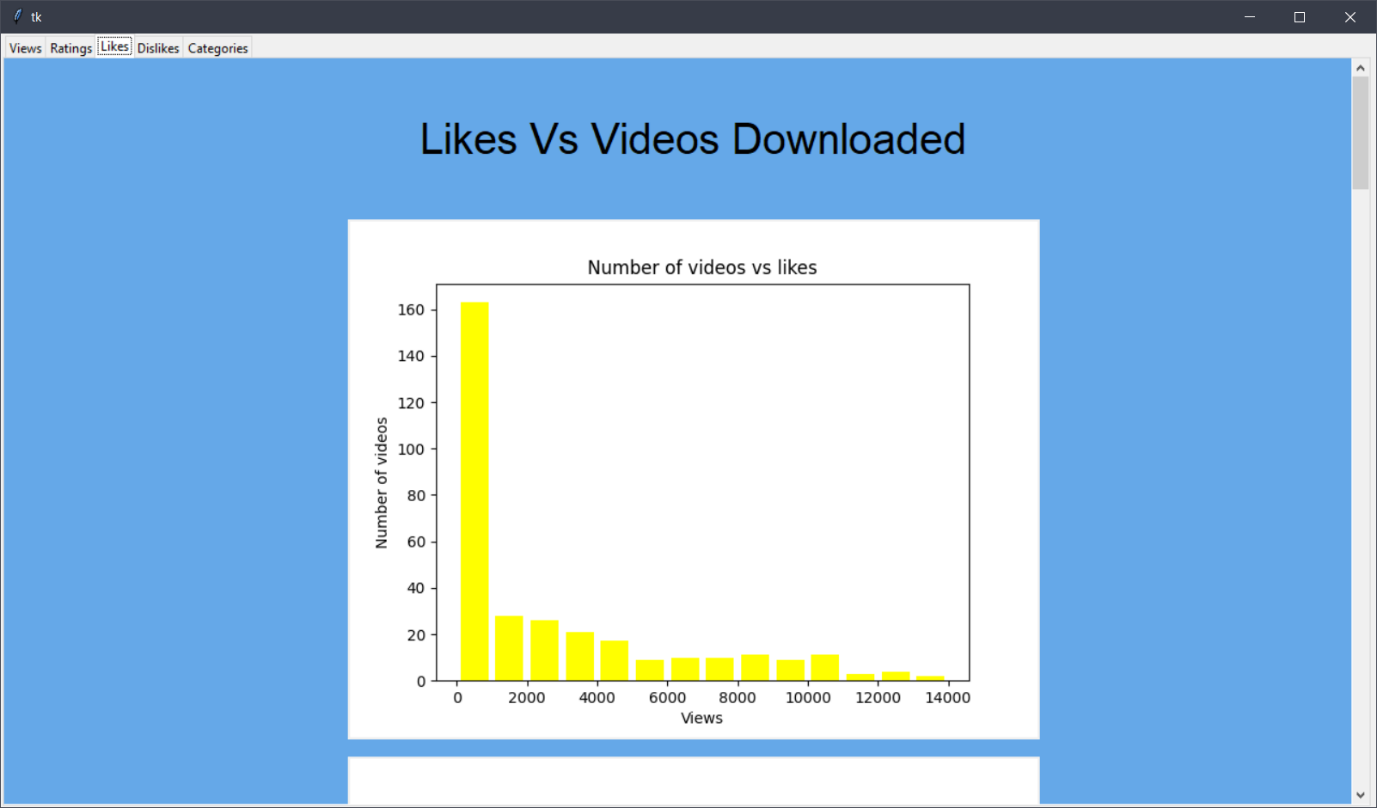 tk
Views Ratings Likes Dislikes Categories
Likes Vs Videos Downloaded
Number of videos vs likes
Number of videos
160
140
120
100
80
60
40
20
0
0 2000 4000 6000 8000 10000 12000 14000
Views